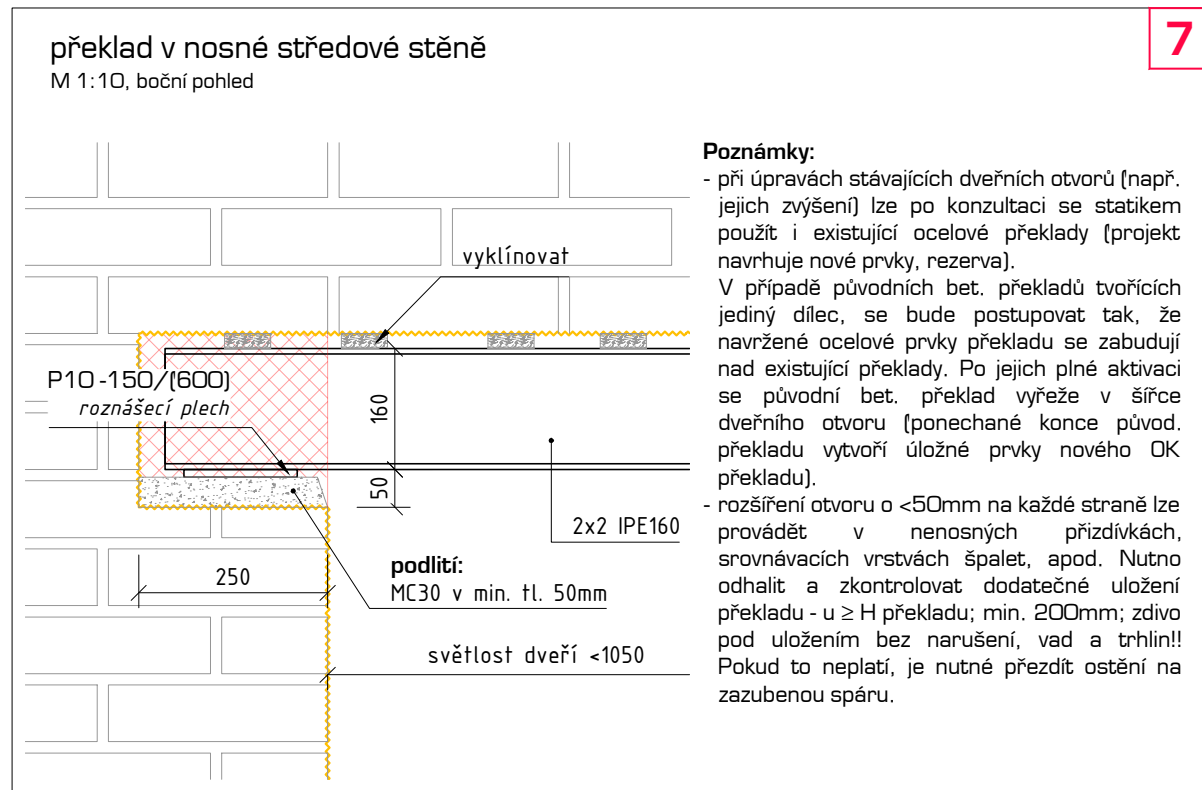 překlad v nosné středové stěně
M 1:10, boční pohled
7
vyklínovat
P10 -150/(600)
roznášecí plech
160
50
2x2 IPE160
250
podlití:
MC30 v min. tl. 50mm
světlost dveří <1050
Poznámky:
- při úpravách stávajících dveřních otvorů (např.
jejich zvýšení) lze po konzultaci se statikem
použít i existující ocelové překlady (projekt
navrhuje nové prvky, rezerva).
V případě původních bet. překladů tvořících
jediný dílec, se bude postupovat tak, že
navržené ocelové prvky překladu se zabudují
nad existující překlady. Po jejich plné aktivaci
se původní bet. překlad vyřeže v šířce
dveřního otvoru (ponechané konce původ.
překladu vytvoří úložné prvky nového OK
překladu).
- rozšíření otvoru o <50mm na každé straně lze
provádět v nenosných přizdívkách,
srovnávacích vrstvách špalet, apod. Nutno
odhalit a zkontrolovat dodatečné uložení
překladu - u ≥ H překladu; min. 200mm; zdivo
pod uložením bez narušení, vad a trhlin!!
Pokud to neplatí, je nutné přezdít ostění na
zazubenou spáru.